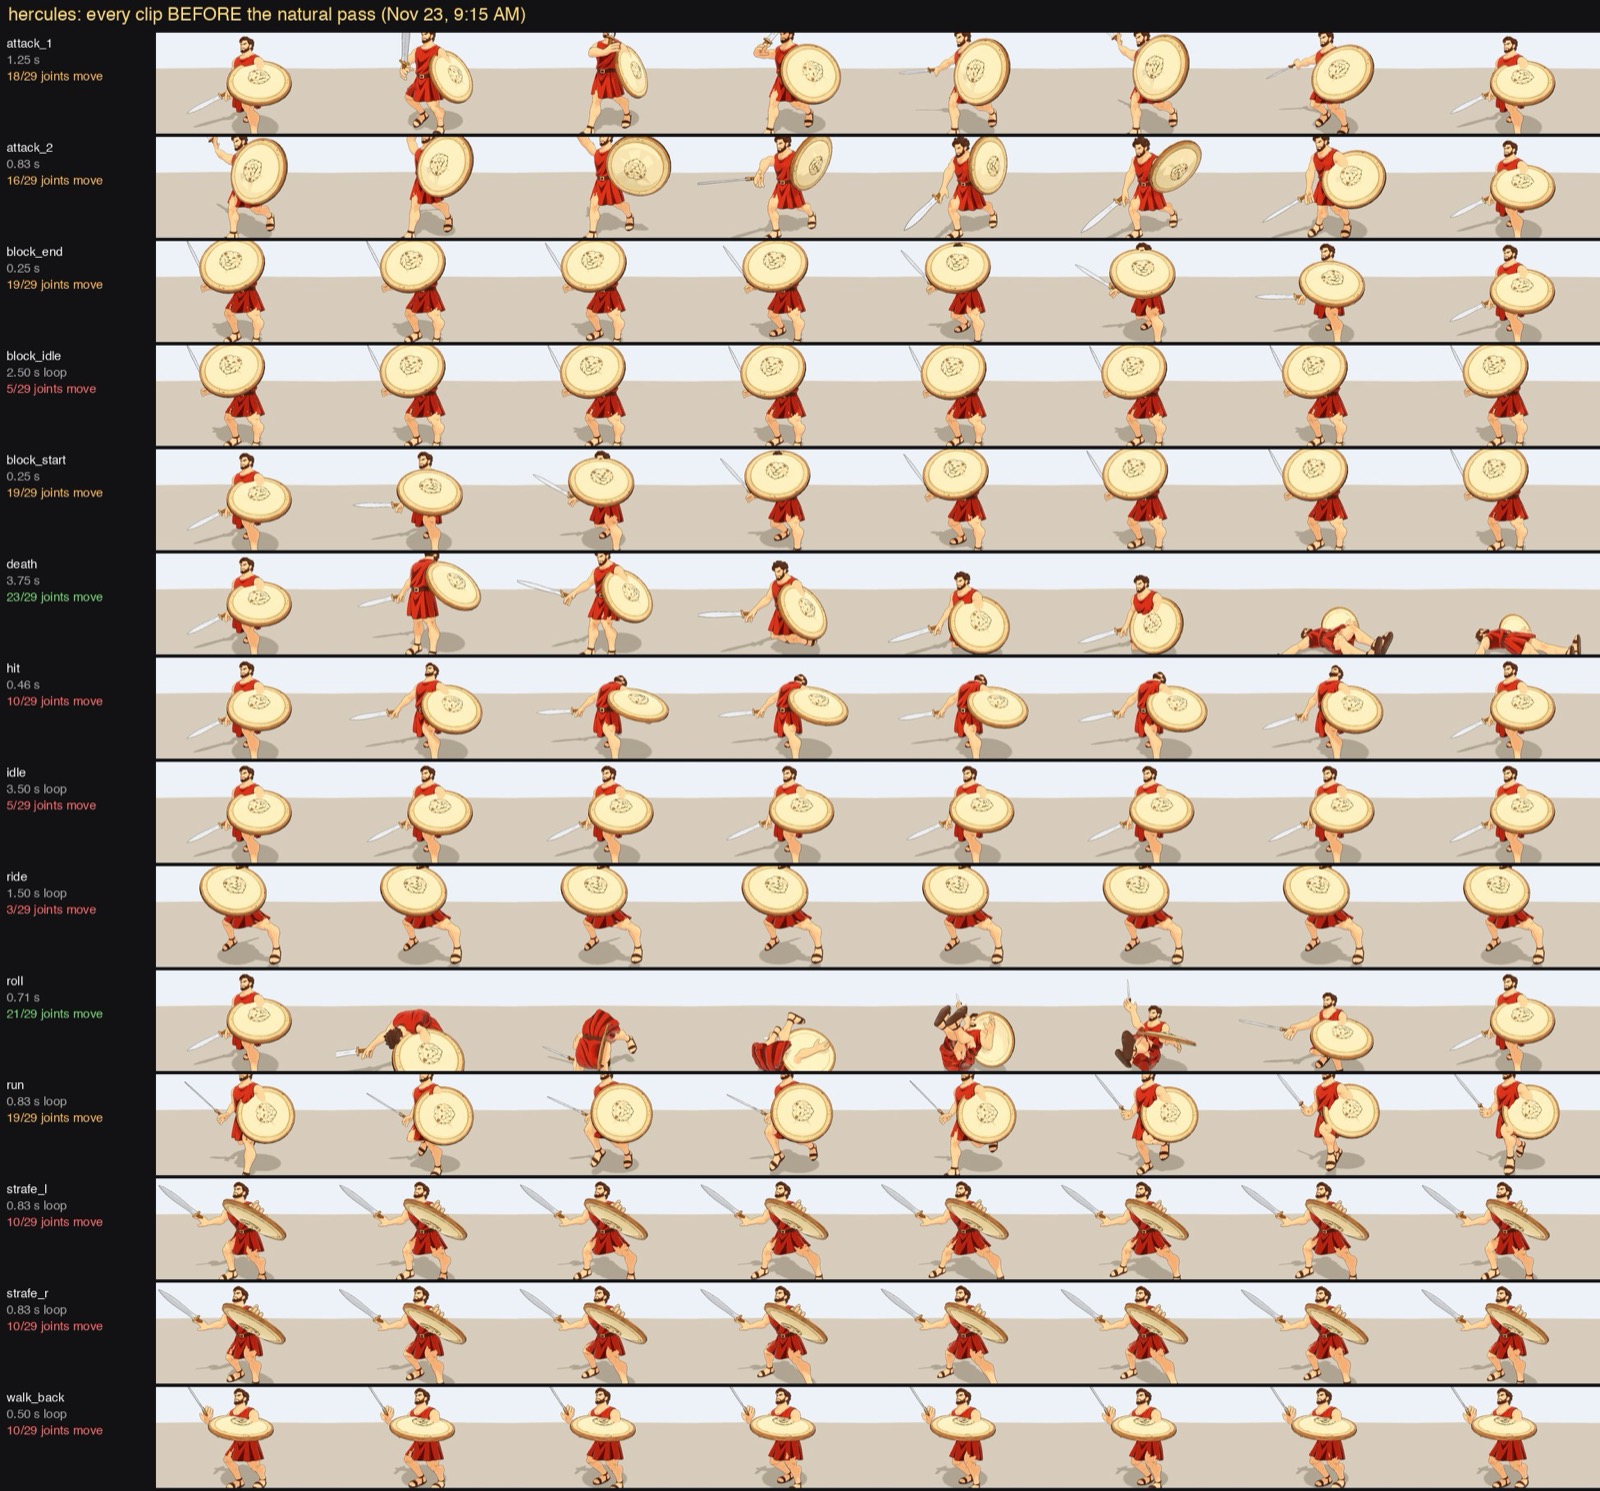 hercules: every clip BEFORE the natural pass (Nov 23, 9:15 AM)
attack_1
1.25 s
18/29 joints move
attack_2
0.83 s
16/29 joints move
block_end
0.25 s
19/29 joints move
block_idle
2.50 s loop
5/29 joints move
block_start
0.25 s
19/29 joints move
death
3.75 s
23/29 joints move
hit
0.46 s
10/29 joints move
idle
3.50 s loop
5/29 joints move
ride
1.50 s loop
3/29 joints move
roll
0.71 s
21/29 joints move
run
0.83 s loop
19/29 joints move
strafe_l
0.83 s loop
10/29 joints move
strafe_r
0.83 s loop
10/29 joints move
walk_back
0.50 s loop
10/29 joints move